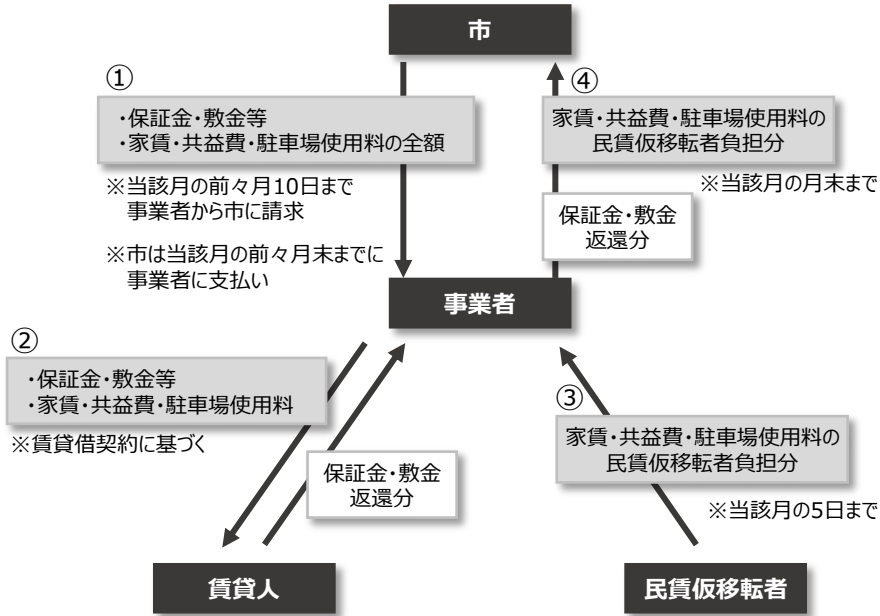 市
①
・保証金・敷金等
・家賃・共益費・駐車場使用料の全額
※当該月の前々月10日まで
事業者から市に請求
※市は当該月の前々月末までに
事業者に支払い
④
家賃・共益費・駐車場使用料の
民賃仮移転者負担分
※当該月の月末まで
保証金・敷金
返還分
事業者
②
・保証金・敷金等
・家賃・共益費・駐車場使用料
※賃貸借契約に基づく
保証金・敷金
返還分
③
家賃・共益費・駐車場使用料の
民賃仮移転者負担分
※当該月の5日まで
賃貸人
民賃仮移転者